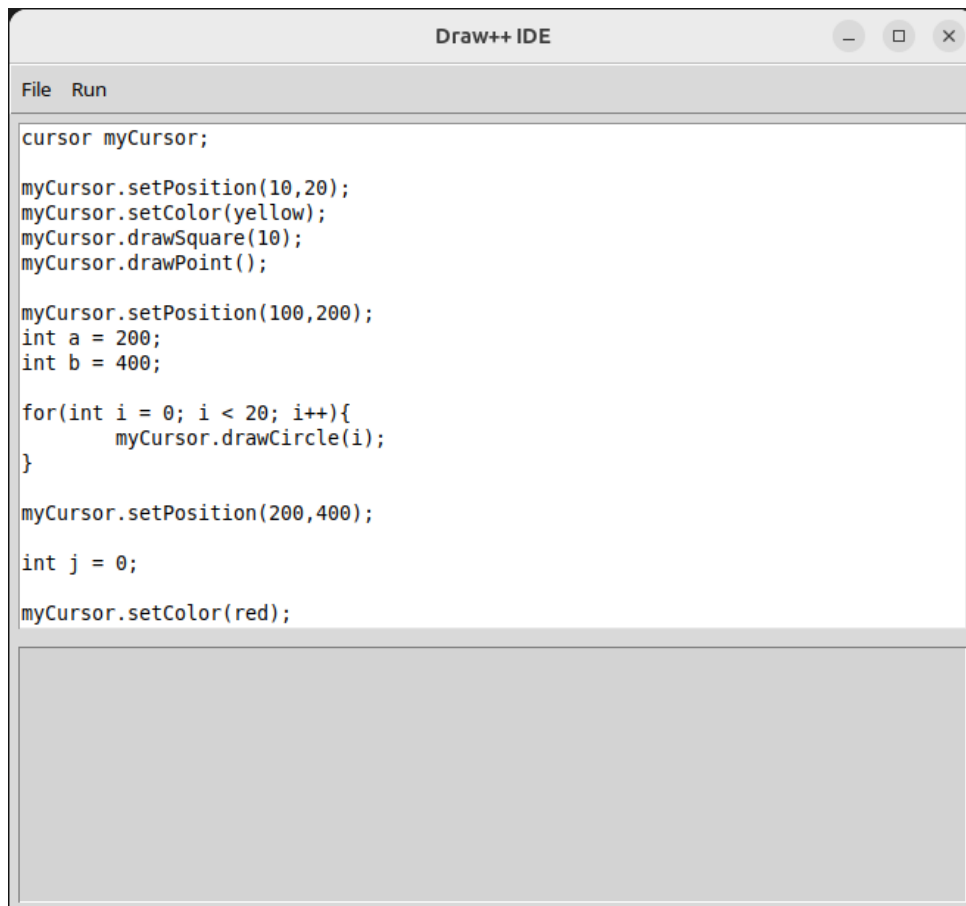 Draw++ IDE
File Run
cursor myCursor;
myCursor.setPosition(10,20);
myCursor.setColor(yellow);
myCursor.drawSquare(10);
myCursor.drawPoint();
myCursor.setPosition(100,200);
int a = 200;
int b = 400;
for(int i = 0; i < 20; i++){
        myCursor.drawCircle(i);
}
myCursor.setPosition(200,400);
int j = 0;
myCursor.setColor(red);